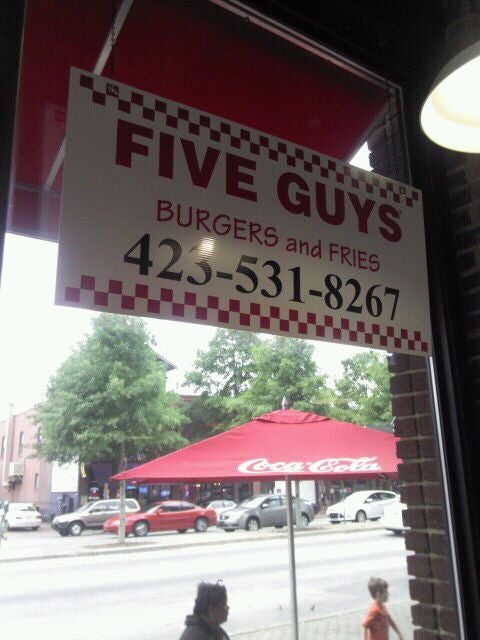 FIVE GUYS
BURGERS and FRIES
423-531-8267
Coca-Cola